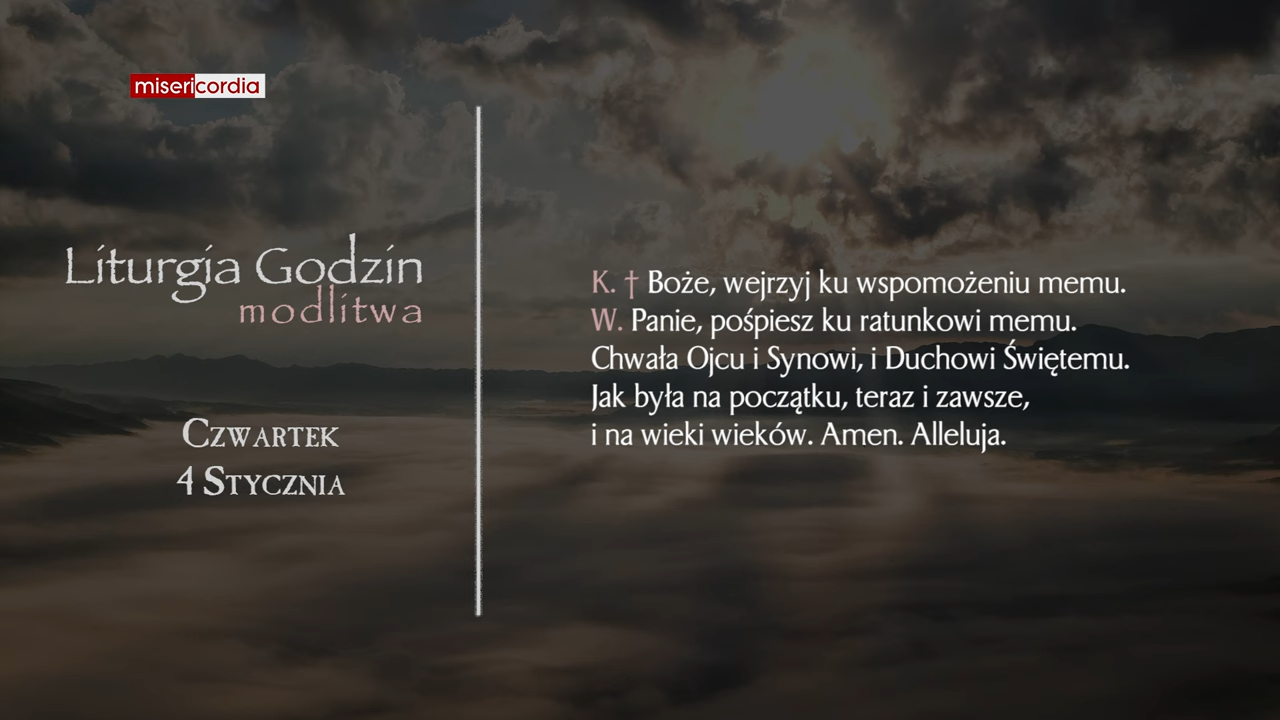 misericordia
Liturgia Godzin
modlitwa
Czwartek
4 Stycznia
K. † Boże, wejrzyj ku wspomożeniu memu.
W. Panie, pośpiesz ku ratunkowi memu.
Chwała Ojcu i Synowi, i Duchowi Świętemu.
Jak była na początku, teraz i zawsze,
i na wieki wieków. Amen. Alleluja.